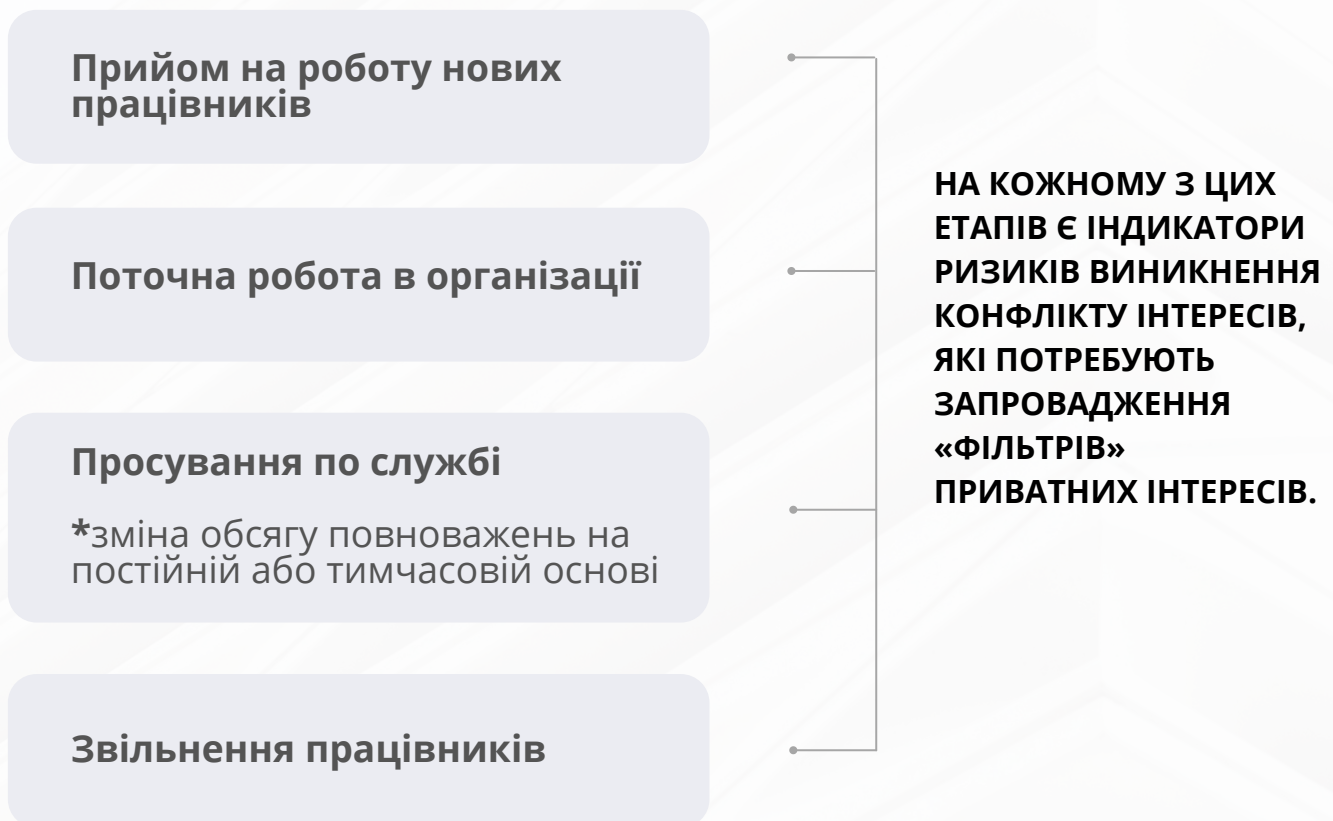 Прийом на роботу нових
працівників
Поточна робота в організації
Просування по службі
*зміна обсягу повноважень на
постійній або тимчасовій основі
Звільнення працівників
НА КОЖНОМУ З ЦИХ
ЕТАПІВ Є ІНДИКАТОРИ
РИЗИКІВ ВИНИКНЕННЯ
КОНФЛІКТУ ІНТЕРЕСІВ,
ЯКІ ПОТРЕБУЮТЬ
ЗАПРОВАДЖЕННЯ
«ФІЛЬТРІВ»
ПРИВАТНИХ ІНТЕРЕСІВ.